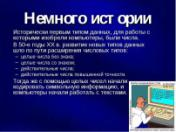 Немного истории
Исторически первым типом данных, для работы с
которыми изобрели компьютеры, были числа.
В 50-е годы XX в. развитие новых типов данных
шло по пути расширения числовых типов:
– целые числа без знака;
– целые числа со знаком;
– действительные числа;
– действительные числа повышенной точности
Тогда же с помощью целых чисел начали
кодировать символьную информацию, и
компьютеры начали работать с текстами.